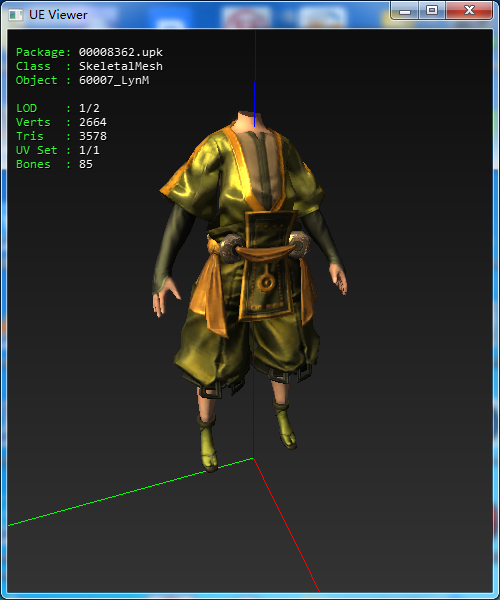 UE Viewer
Package: 00008362.upk
Class : SkeletalMesh
Object : 60007_LynM
LOD : 1/2
Verts : 2664
Tris : 3578
UV Set : 1/1
Bones : 85